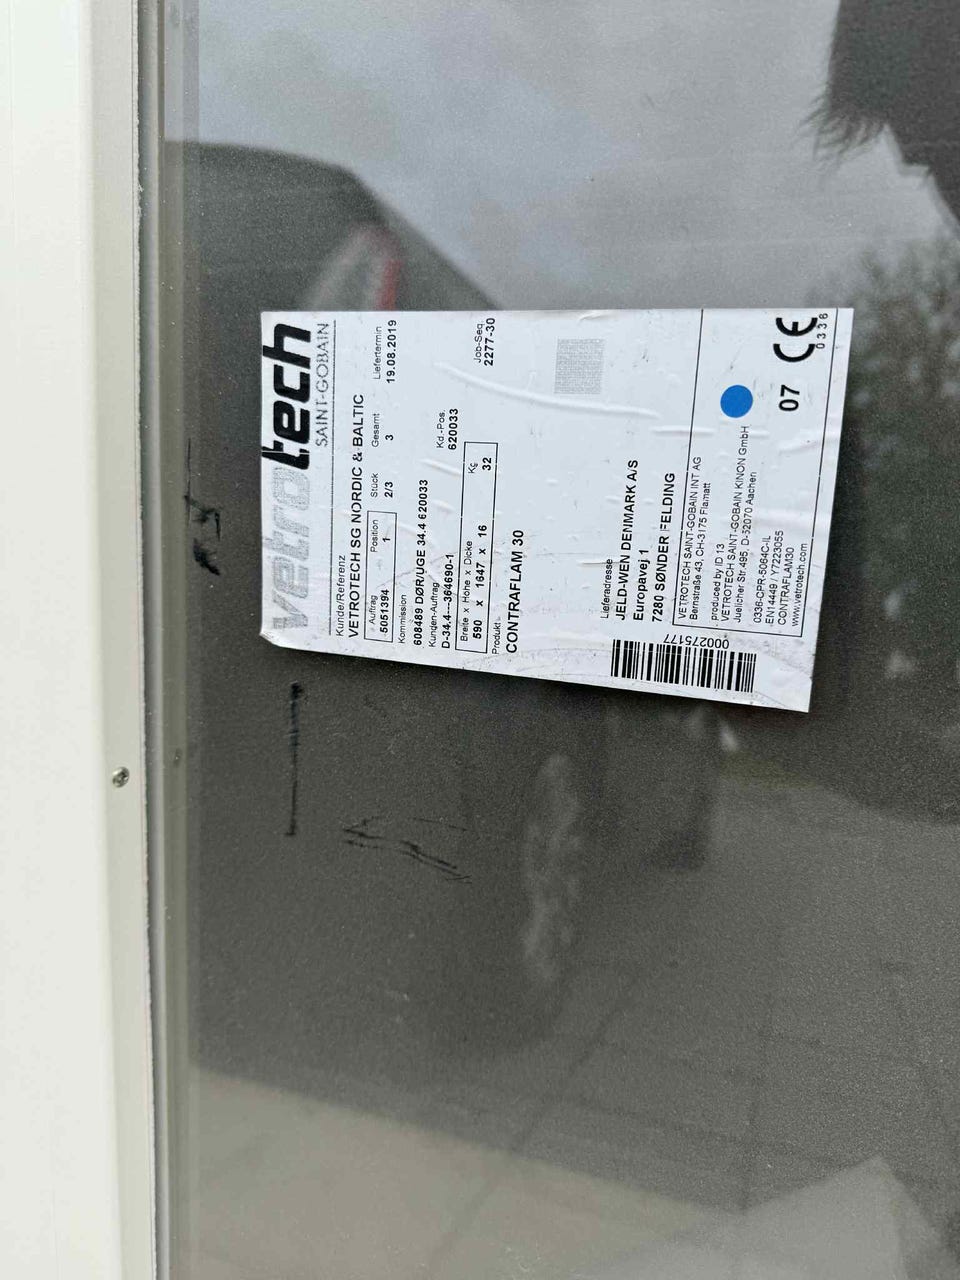 vetrotech
SAINT-GOBAIN
Kunde/Referenz
VETROTECH SG NORDIC & BALTIC
Auftrag Position Stück Gesamt Liefertermin
5051394 1 2/3 3 19.08.2019
Kommission
608489 DØR/UGE 34.4 620033
Kunden-Auftrag Kd.-Pos.
D-34,4---364690-1 620033
Breite x Höhe x Dicke Kg Job-Seq.
590 x 1647 x 16 32 2277-30
Produkt
CONTRAFLAM 30
Lieferadresse
JELD-WEN DENMARK A/S
Europavej 1
7280 SØNDER FELDING
000275177
VETROTECH SAINT-GOBAIN INT AG
Bernstraße 43, CH-3175 Flamatt
produced by ID 13
VETROTECH SAINT-GOBAIN KINON GmbH
Juelicher Str.495, D-52070 Aachen
0336-CPR-5064C-IL
EN14449 / Y7223055
CONTRAFLAM30
www.vetrotech.com
07 CE
0336